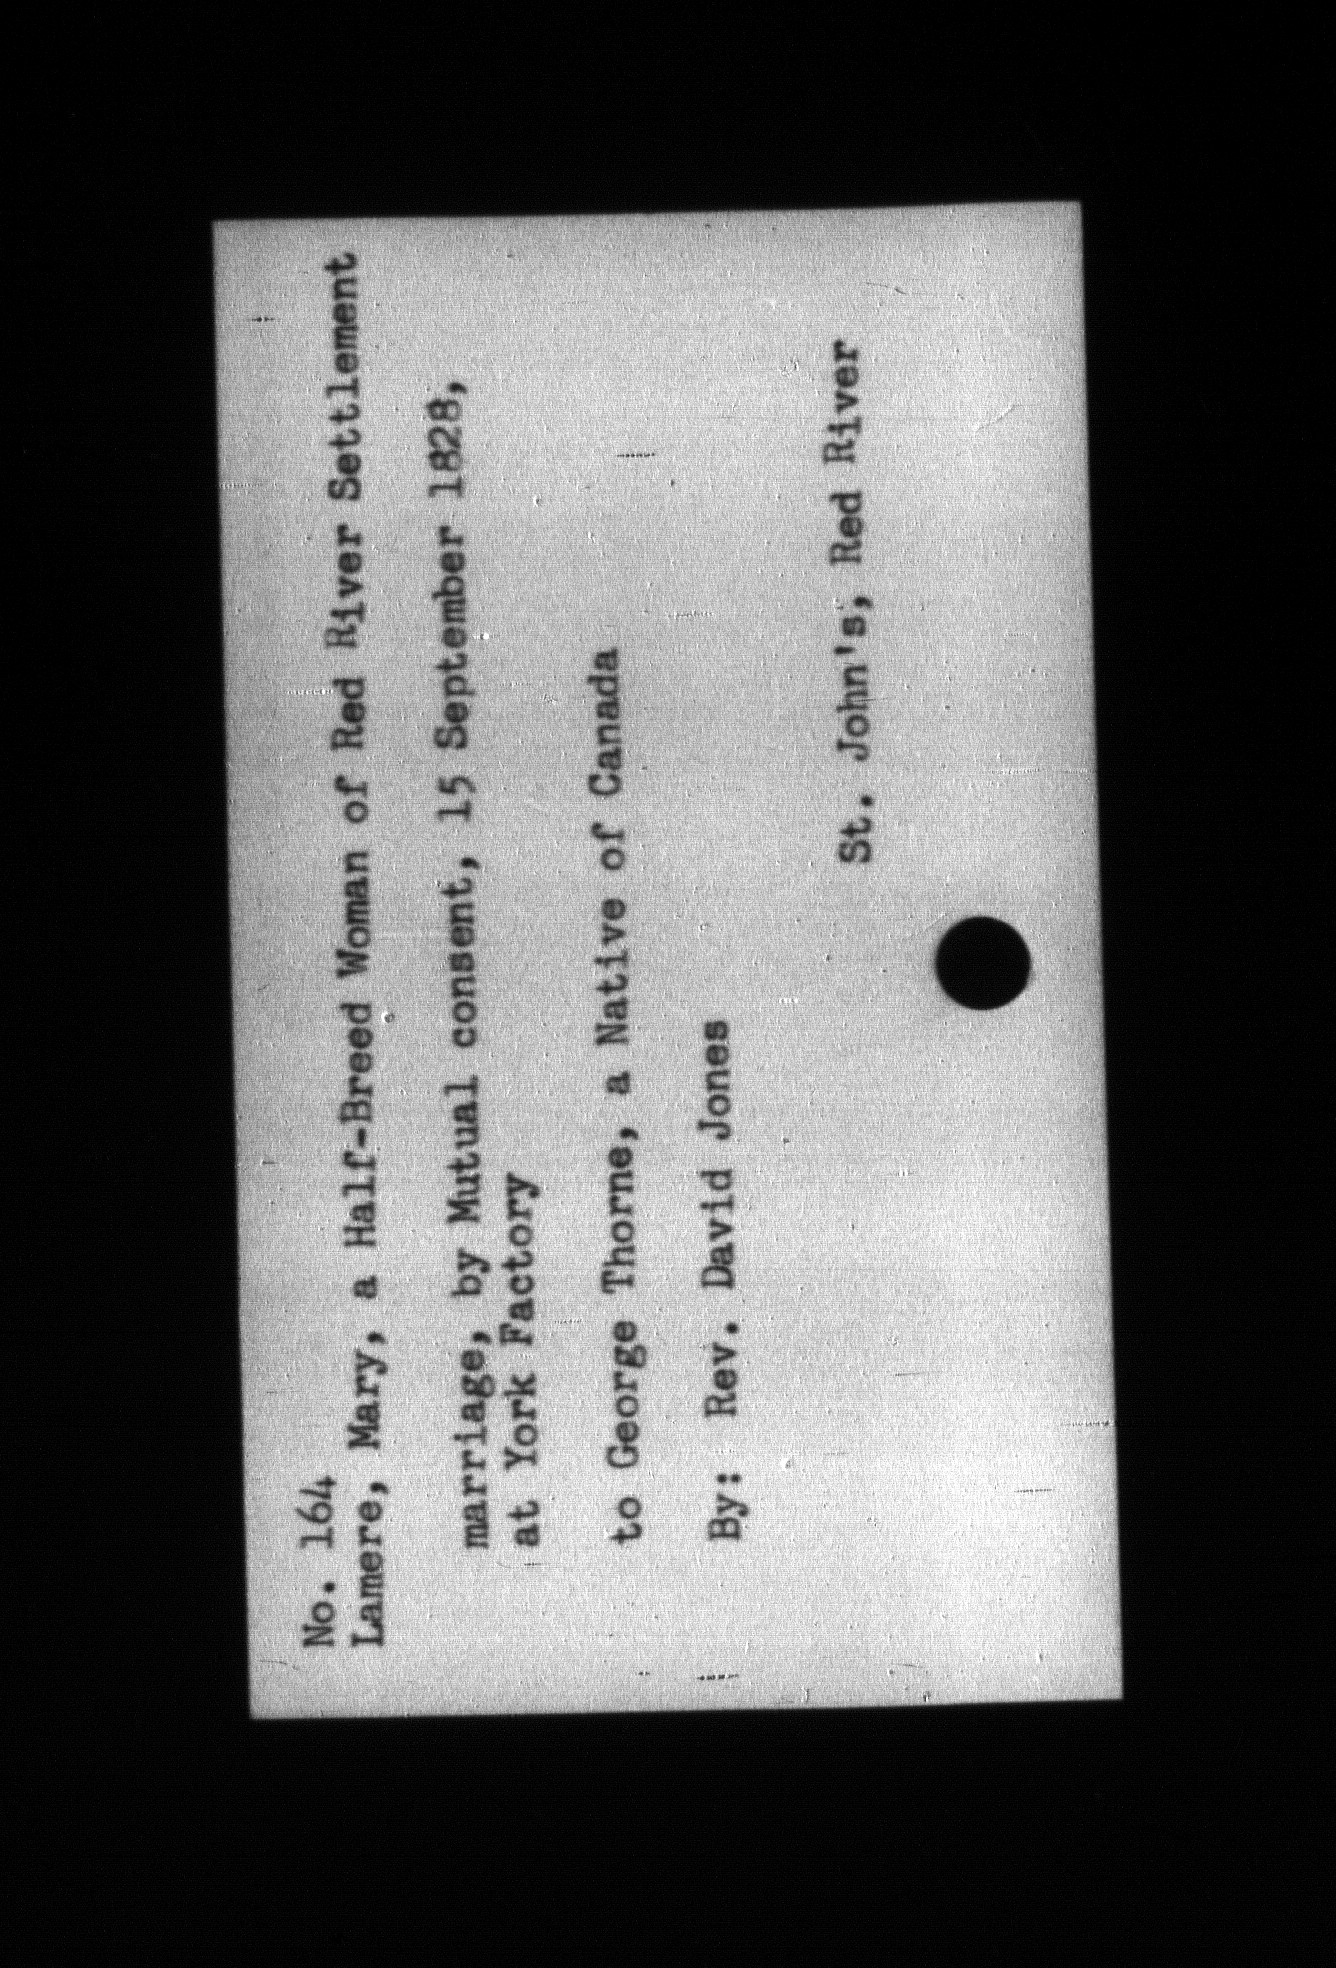 No. 164
Lamere, Mary, a Half-Breed Woman of Red River Settlement
marriage, by Mutual consent, 15 September 1828,
at York Factory
to George Thorne, a Native of Canada
By: Rev. David Jones
St. John's, Red River